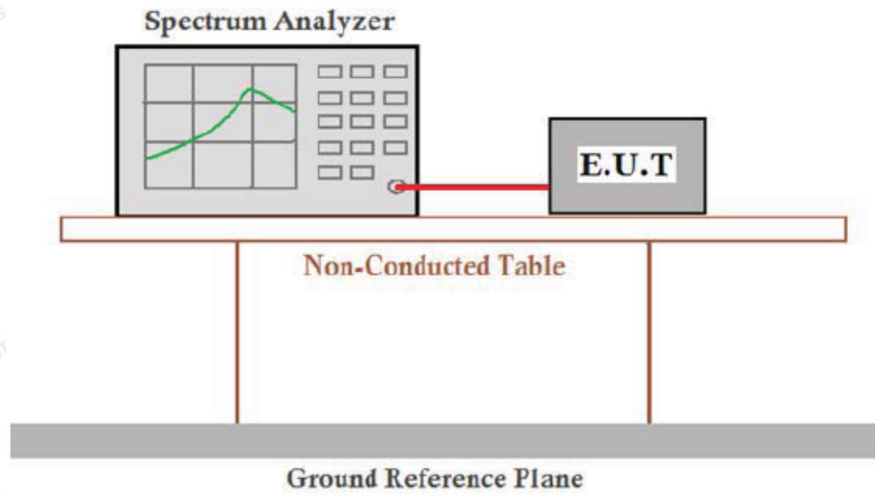 Spectrum Analyzer
E.U.T
Non-Conducted Table
Ground Reference Plane